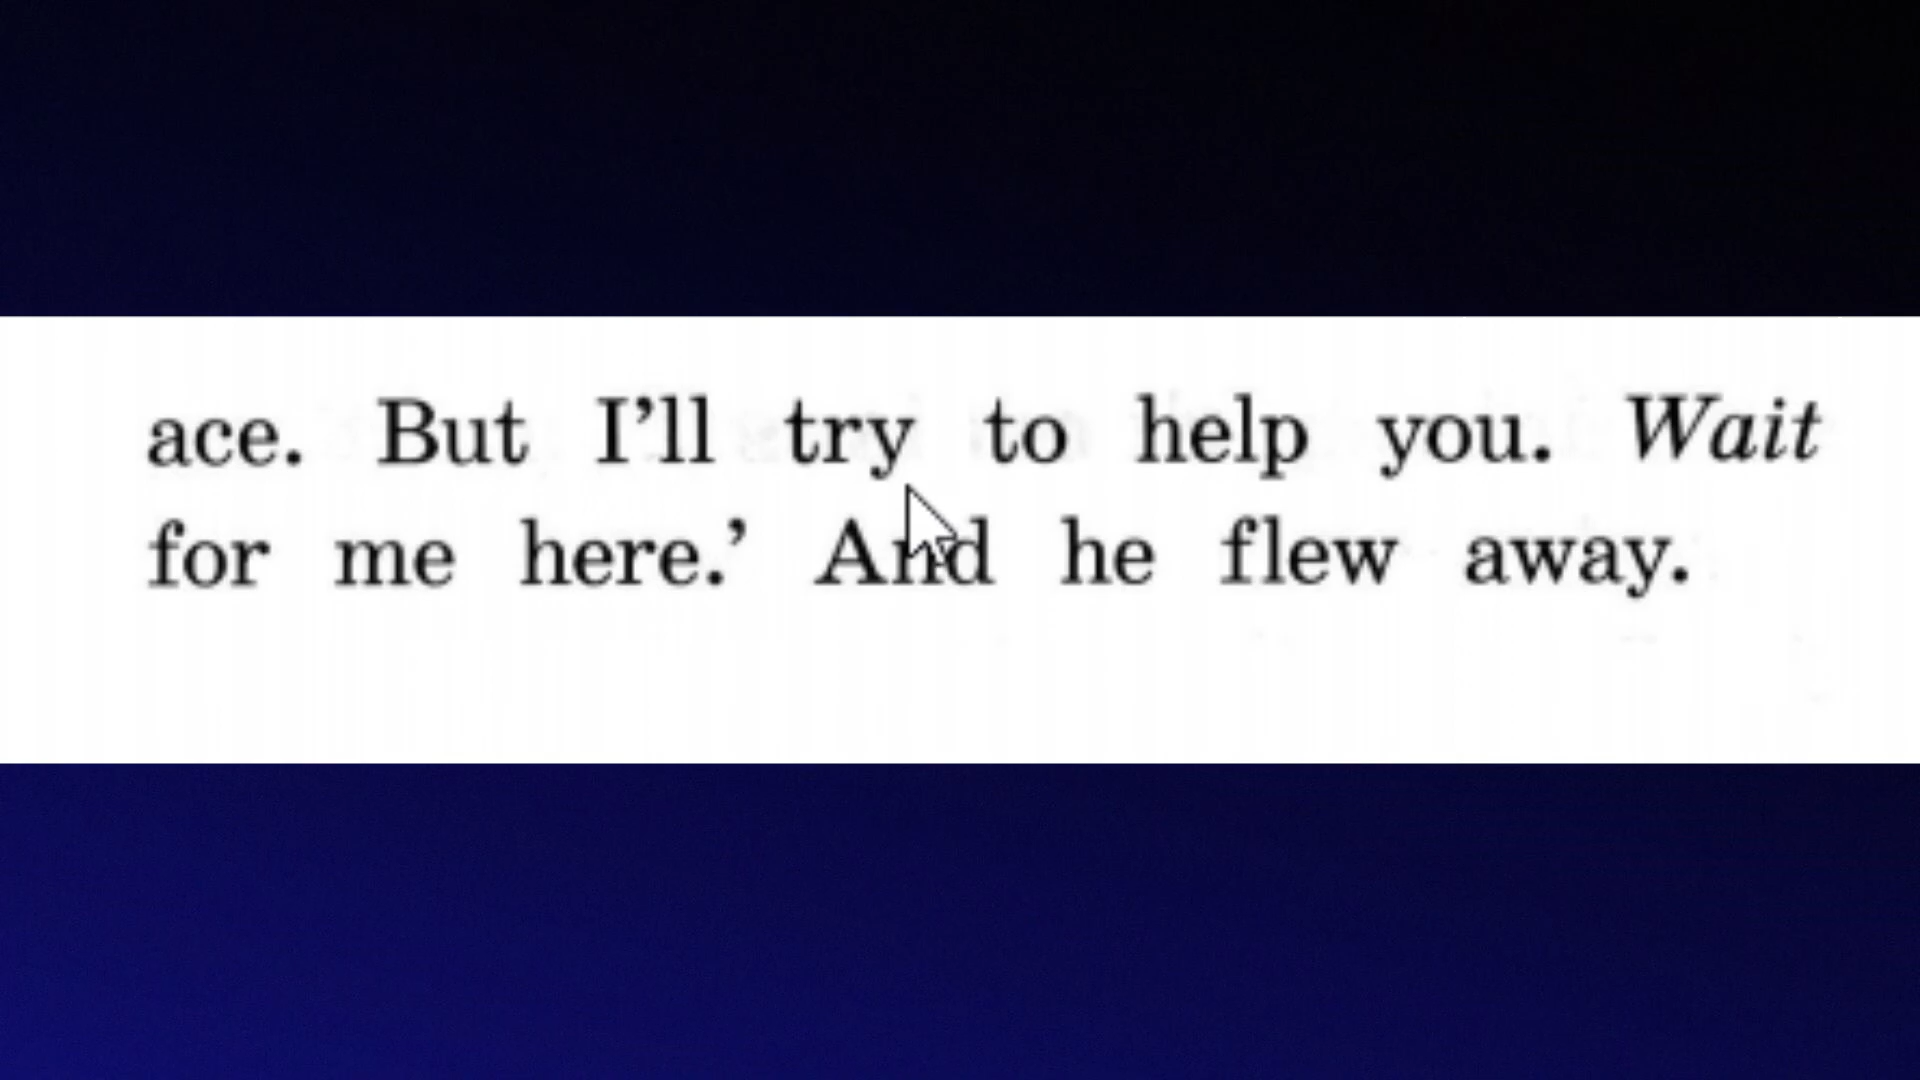 ace. But I’ll try to help you. Wait
for me here.’ And he flew away.